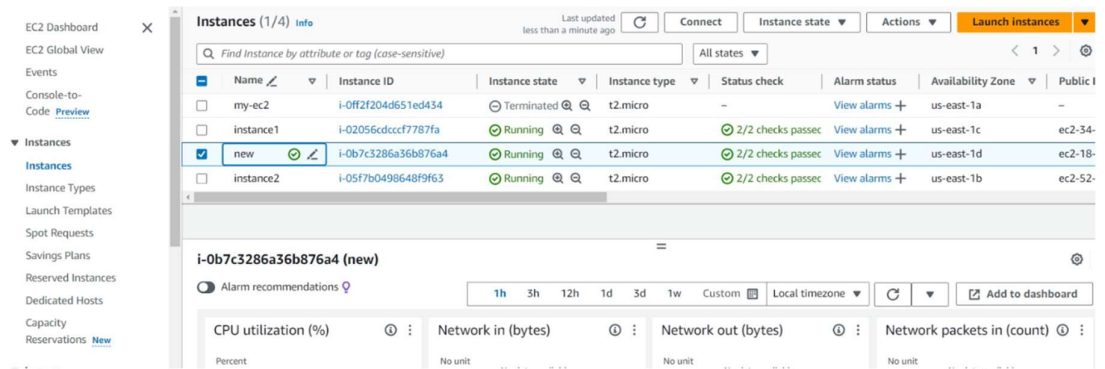 EC2 Dashboard
EC2 Global View
Events
Console-to-
Code Preview
Instances
Instances
Instance Types
Launch Templates
Spot Requests
Savings Plans
Reserved Instances
Dedicated Hosts
Capacity
Reservations New
Instances (1/4) Info
Last updated
less than a minute
ago
Connect
Instance state
Actions
Launch instances
Find Instance by attribute or tag (case-sensitive)
All states
1
Name Instance ID Instance state Instance type Status check Alarm status Availability Zone Public I
my-ec2 i-0ff2f204d651ed434 Terminated t2.micro – View alarms + us-east-1a –
instance1 i-02056cdcccf7787fa Running t2.micro 2/2 checks passec View alarms + us-east-1c ec2-34-
new i-0b7c3286a36b876a4 Running t2.micro 2/2 checks passec View alarms + us-east-1d ec2-18-
instance2 i-05f7b0498648f9f63 Running t2.micro 2/2 checks passec View alarms + us-east-1b ec2-52-
i-0b7c3286a36b876a4 (new)
Alarm recommendations
1h 3h 12h 1d 3d 1w Custom Local timezone
Add to dashboard
CPU utilization (%)
Percent
Network in (bytes)
No unit
Network out (bytes)
No unit
Network packets in (count)
No unit